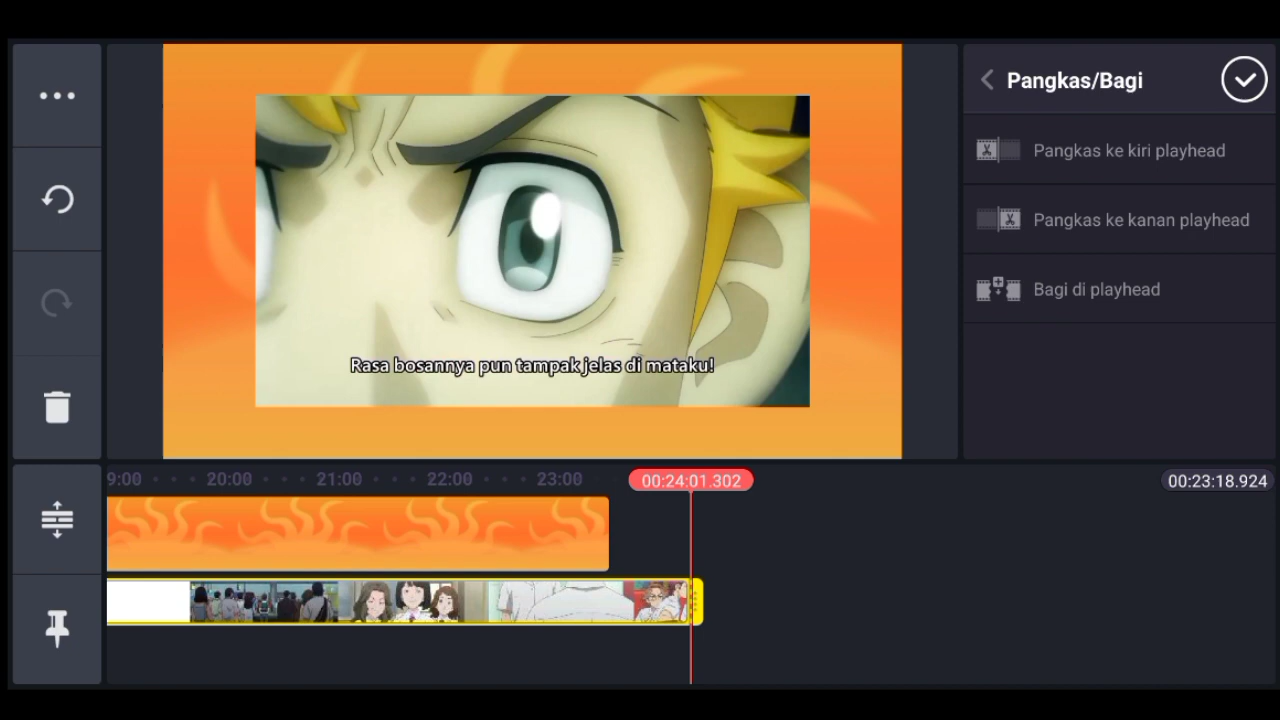 Pangkas/Bagi
Pangkas ke kiri playhead
Pangkas ke kanan playhead
Bagi di playhead
Rasa bosannya pun tampak jelas di mataku!
9:00
20:00
21:00
22:00
23:00
00:24:01.302
00:23:18.924